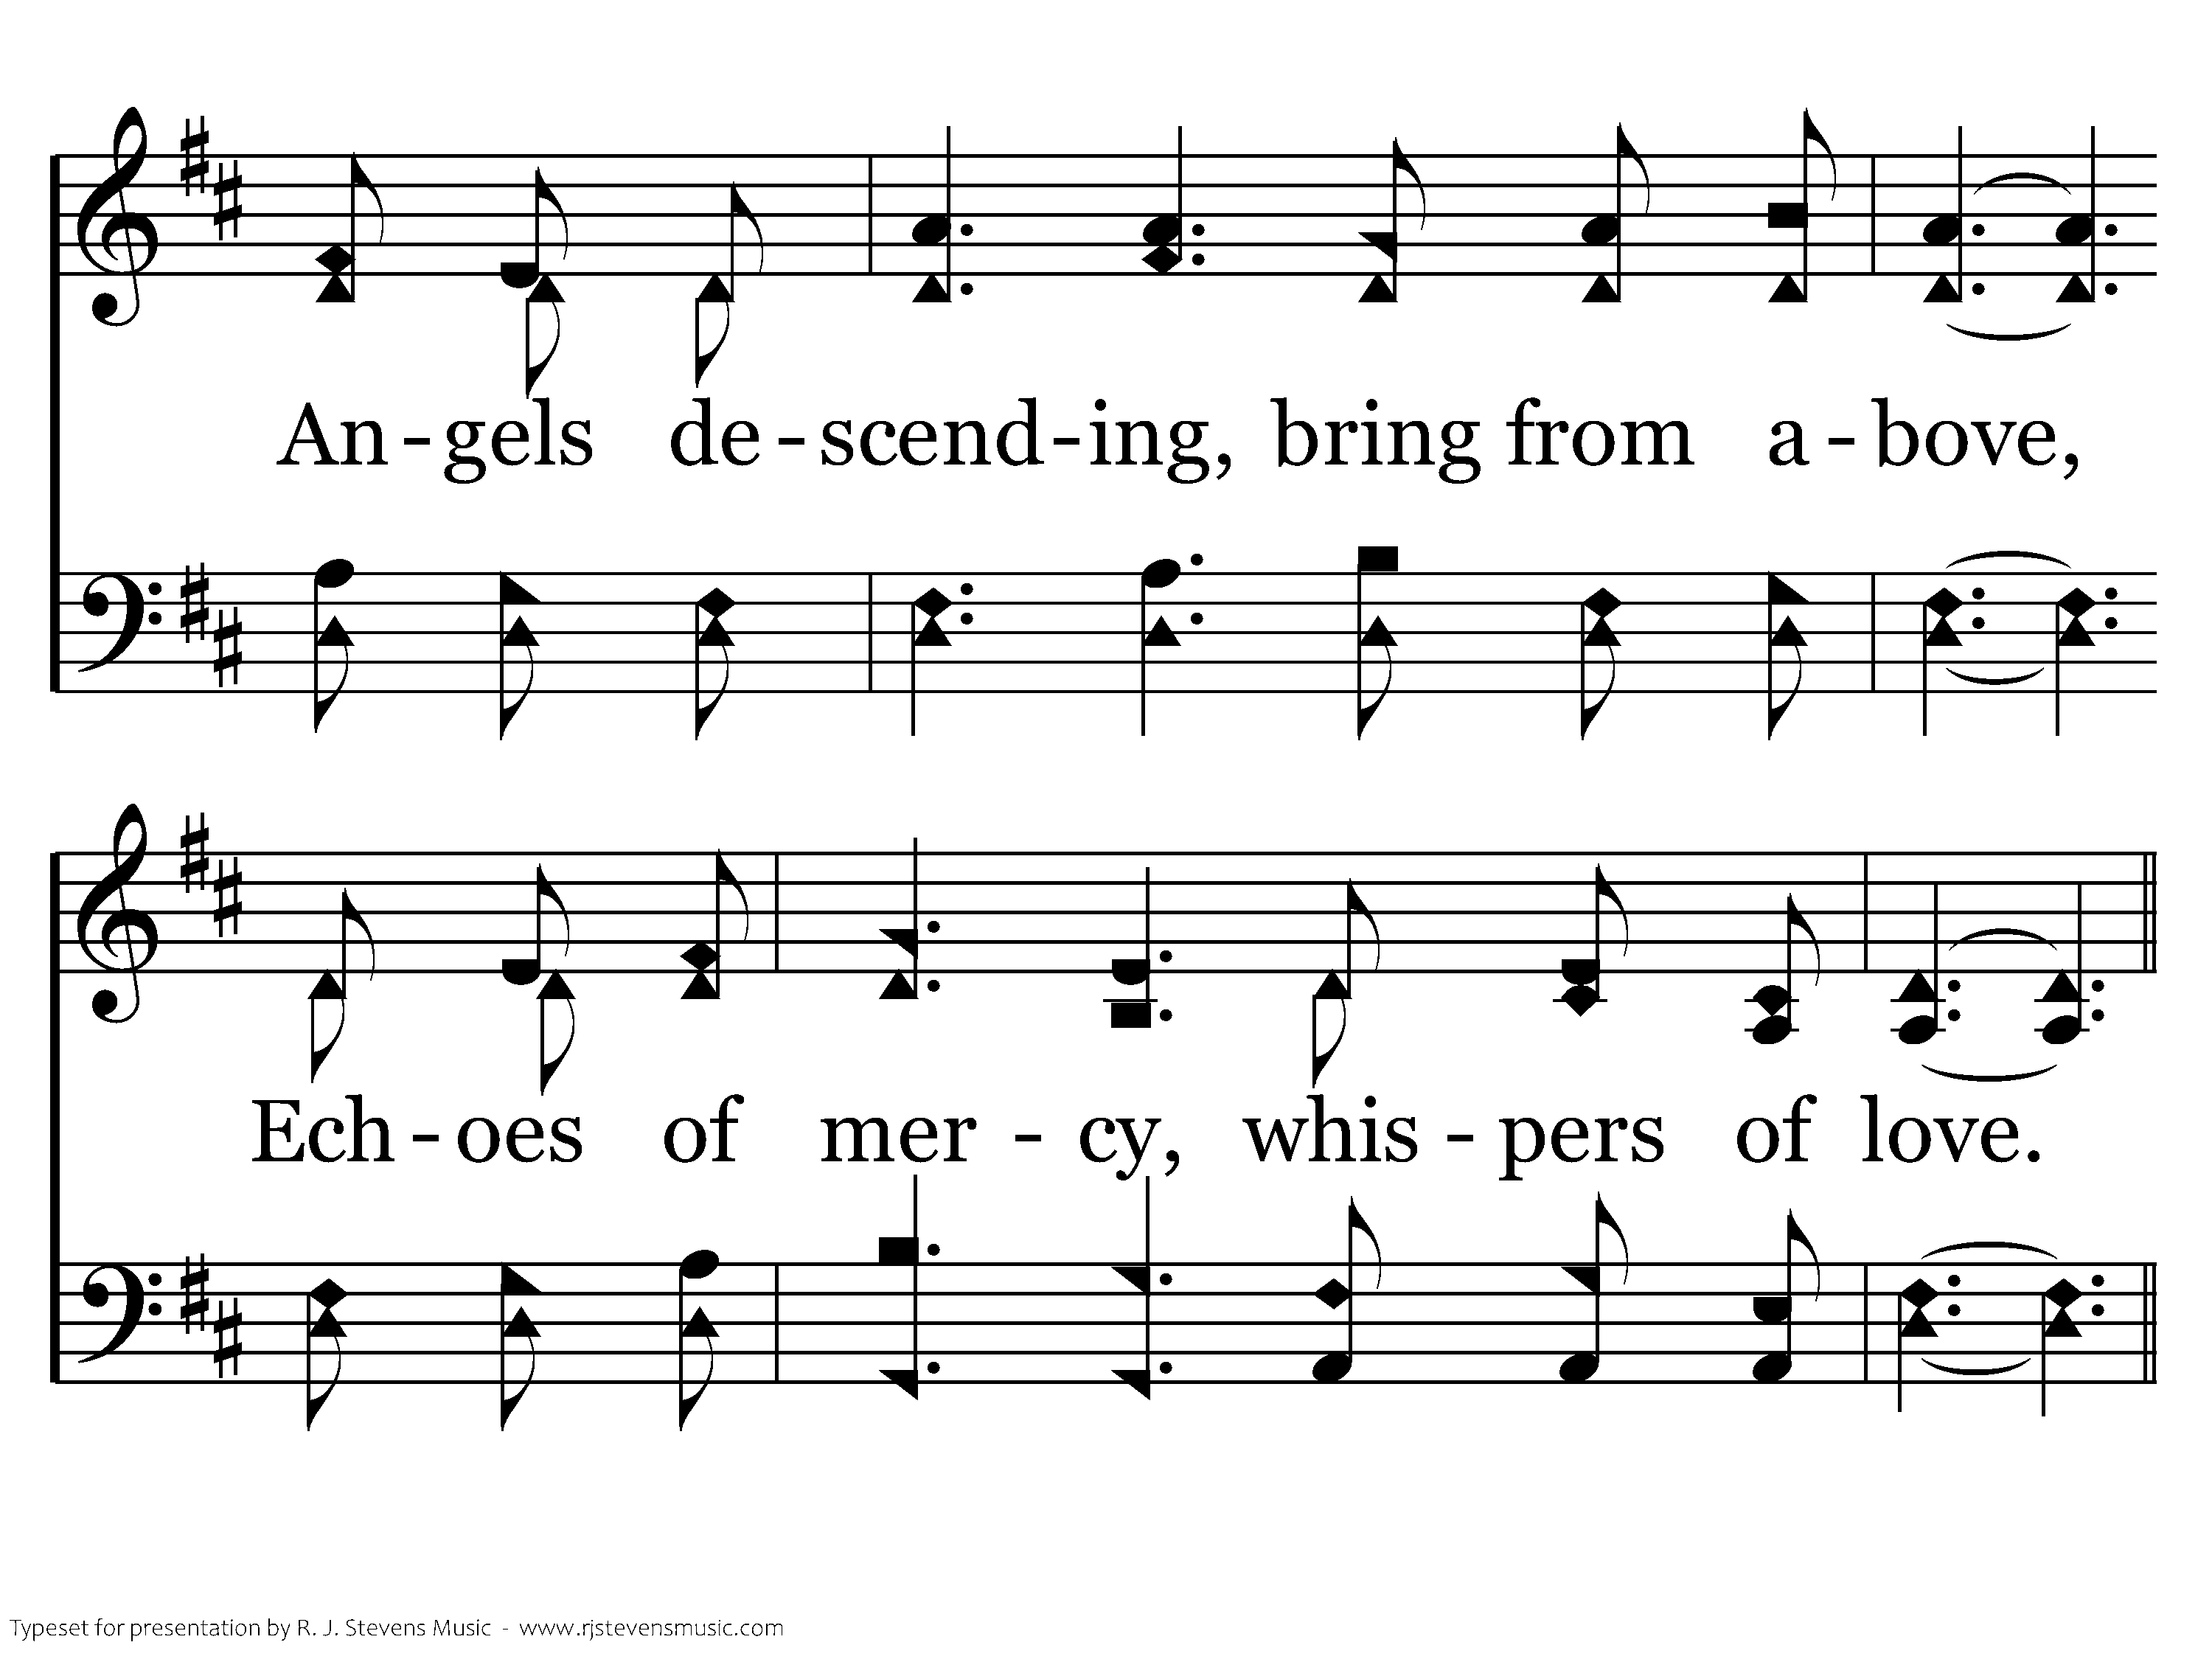 An - gels de - scend - ing, bring from a - bove,
Ech - oes of mer - cy, whis - pers of love.
Typeset for presentation by R. J. Stevens Music - www.rjstevensmusic.com